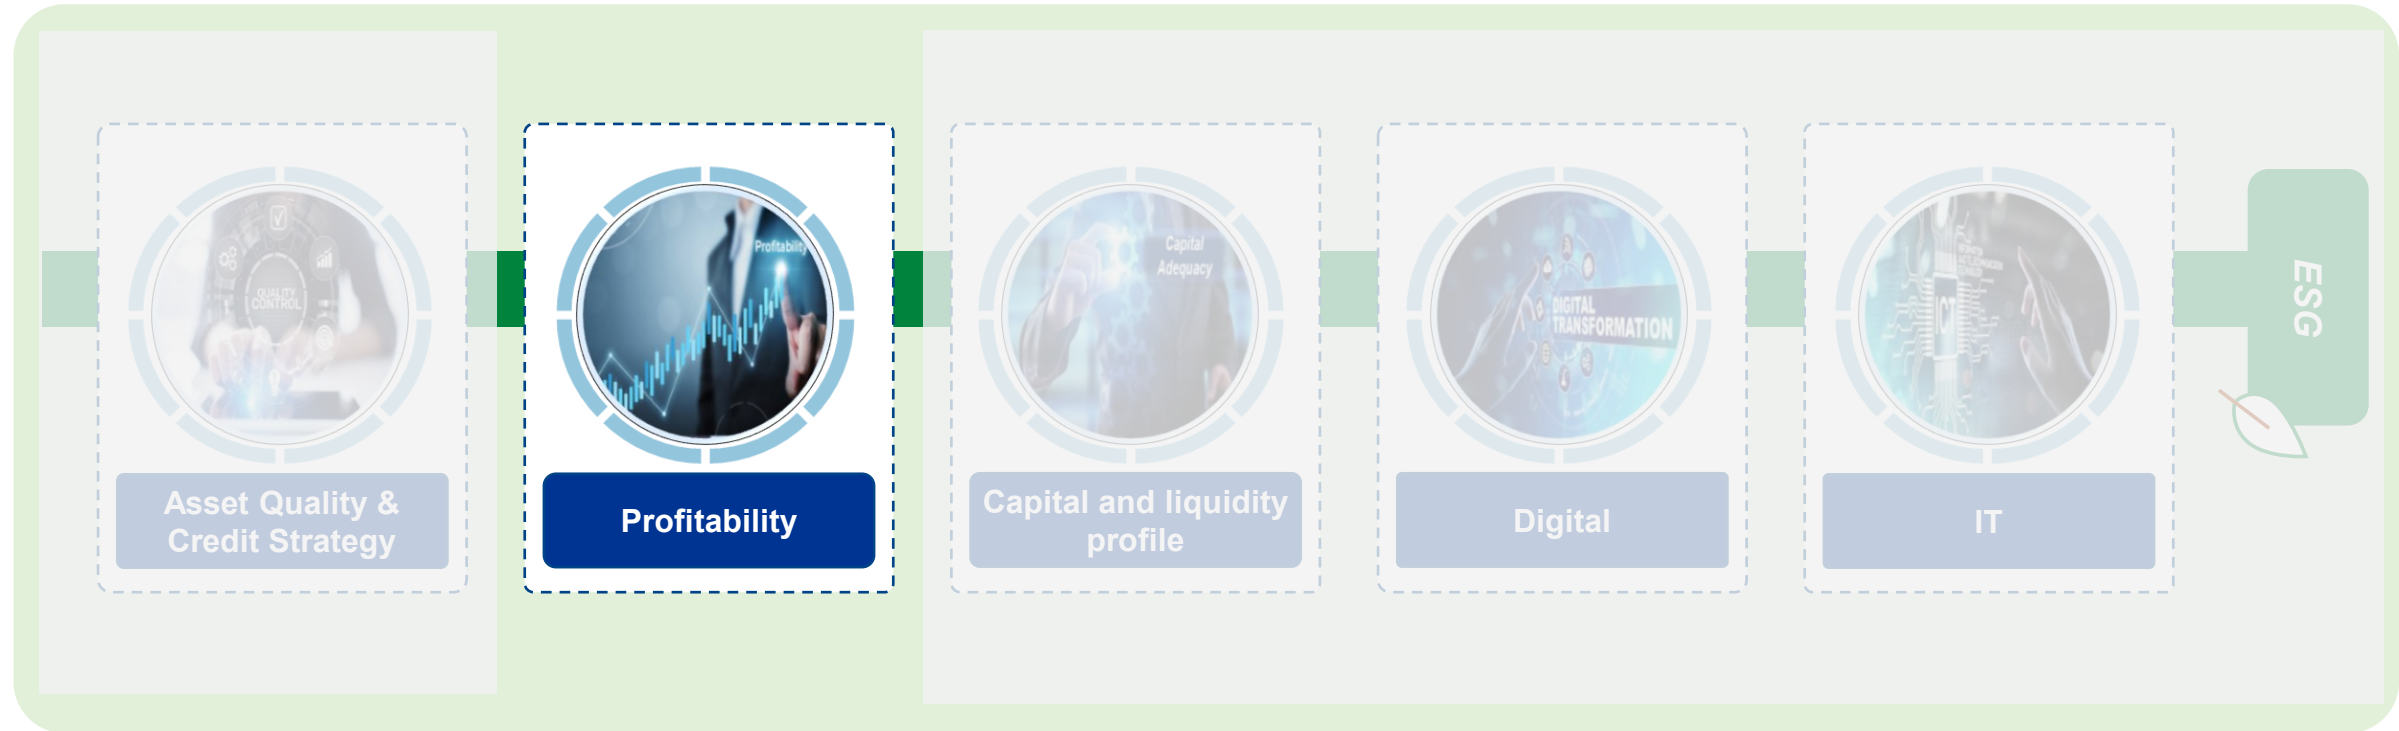 QUALITY
CONTROL
Asset Quality &
Credit Strategy
Profitability
Profitability
Capital
Adequacy
Capital and liquidity
profile
DIGITAL
TRANSFORMATION
Digital
ICT
IT
ESG